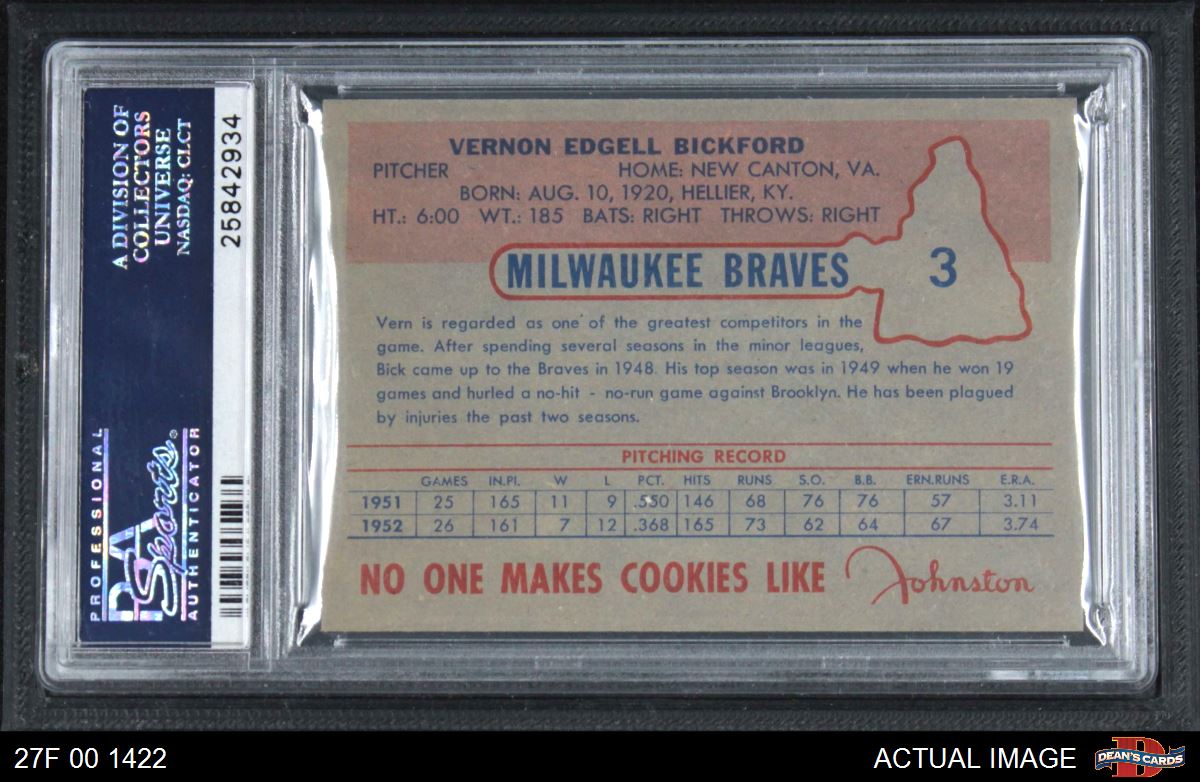 A DIVISION OF
COLLECTORS
UNIVERSE
NASDAQ: CLCT
25842934
PROFESSIONAL
PSA
Sports®
AUTHENTICATOR
VERNON EDGELL BICKFORD
PITCHER HOME: NEW CANTON, VA.
BORN: AUG. 10, 1920, HELLIER, KY.
HT.: 6:00 WT.: 185 BATS: RIGHT THROWS: RIGHT
MILWAUKEE BRAVES 3
Vern is regarded as one of the greatest competitors in the
game. After spending several seasons in the minor leagues,
Bick came up to the Braves in 1948. His top season was in 1949 when he won 19
games and hurled a no-hit - no-run game against Brooklyn. He has been plagued
by injuries the past two seasons.
PITCHING RECORD
GAMES IN.PI. W L PCT. HITS RUNS S.O. B.B. ERN.RUNS E.R.A.
1951 25 165 11 9 .550 146 68 76 76 57 3.11
1952 26 161 7 12 .368 165 73 62 64 67 3.74
NO ONE MAKES COOKIES LIKE Johnston
27F 00 1422
ACTUAL IMAGE
D
DEAN'S CARDS